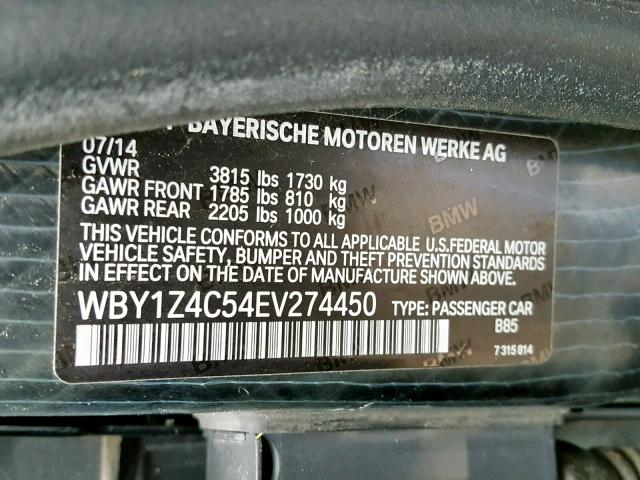 BAYERISCHE MOTOREN WERKE AG
07/14
GVWR 3815 lbs 1730 kg
GAWR FRONT 1785 lbs 810 kg
GAWR REAR 2205 lbs 1000 kg
THIS VEHICLE CONFORMS TO ALL APPLICABLE U.S.FEDERAL MOTOR
VEHICLE SAFETY, BUMPER AND THEFT PREVENTION STANDARDS
IN EFFECT ON THE DATE OF MANUFACTURE SHOWN ABOVE.
WBY1Z4C54EV274450 TYPE: PASSENGER CAR
B85
7 315 814
BMW
BMW